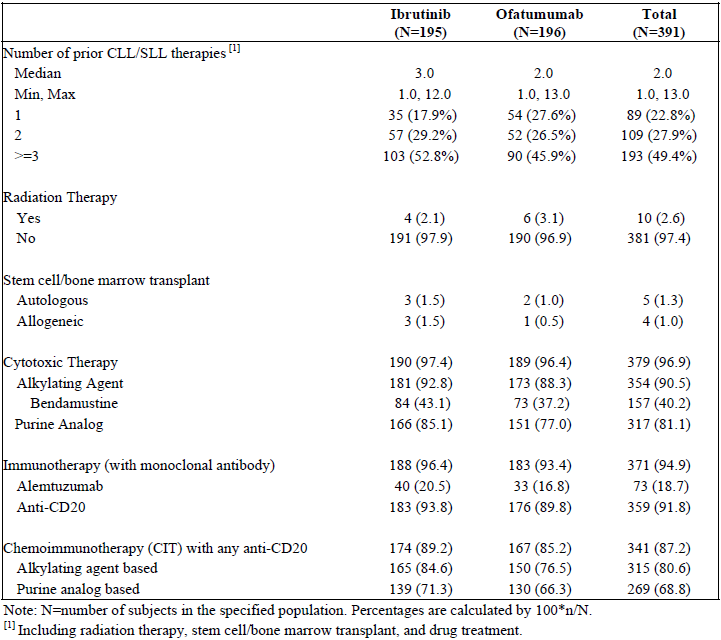 Ibrutinib Ofatumumab Total
(N=195) (N=196) (N=391)
Number of prior CLL/SLL therapies [1]
Median 3.0 2.0 2.0
Min, Max 1.0, 12.0 1.0, 13.0 1.0, 13.0
1 35 (17.9%) 54 (27.6%) 89 (22.8%)
2 57 (29.2%) 52 (26.5%) 109 (27.9%)
>=3 103 (52.8%) 90 (45.9%) 193 (49.4%)
Radiation Therapy
Yes 4 (2.1) 6 (3.1) 10 (2.6)
No 191 (97.9) 190 (96.9) 381 (97.4)
Stem cell/bone marrow transplant
Autologous 3 (1.5) 2 (1.0) 5 (1.3)
Allogeneic 3 (1.5) 1 (0.5) 4 (1.0)
Cytotoxic Therapy 190 (97.4) 189 (96.4) 379 (96.9)
Alkylating Agent 181 (92.8) 173 (88.3) 354 (90.5)
Bendamustine 84 (43.1) 73 (37.2) 157 (40.2)
Purine Analog 166 (85.1) 151 (77.0) 317 (81.1)
Immunotherapy (with monoclonal antibody) 188 (96.4) 183 (93.4) 371 (94.9)
Alemtuzumab 40 (20.5) 33 (16.8) 73 (18.7)
Anti-CD20 183 (93.8) 176 (89.8) 359 (91.8)
Chemoimmunotherapy (CIT) with any anti-CD20 174 (89.2) 167 (85.2) 341 (87.2)
Alkylating agent based 165 (84.6) 150 (76.5) 315 (80.6)
Purine analog based 139 (71.3) 130 (66.3) 269 (68.8)
Note: N=number of subjects in the specified population. Percentages are calculated by 100*n/N.
[1] Including radiation therapy, stem cell/bone marrow transplant, and drug treatment.